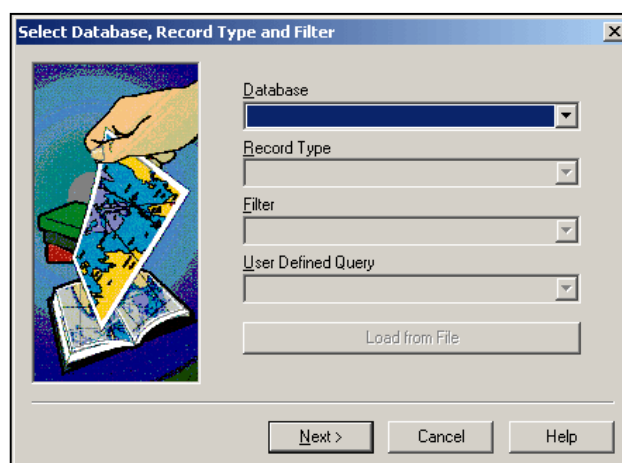 Select Database, Record Type and Filter
Database
Record Type
Filter
User Defined Query
Load from File
Next >
Cancel
Help